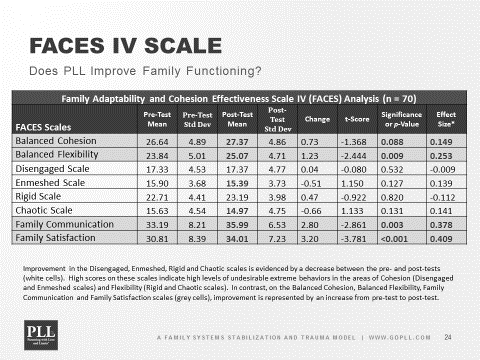 FACES IV SCALE
Does PLL Improve Family Functioning?
Family Adaptability and Cohesion Effectiveness Scale IV (FACES) Analysis (n = 70)
FACES Scales Pre-Test Mean Pre-Test Std Dev Post-Test Mean Post-Test Std Dev Change t-Score Significance or p-Value Effect Size*
Balanced Cohesion 26.64 4.89 27.37 4.86 0.73 -1.368 0.088 0.149
Balanced Flexibility 23.84 5.01 25.07 4.71 1.23 -2.444 0.009 0.253
Disengaged Scale 17.33 4.53 17.37 4.77 0.04 -0.080 0.532 -0.009
Enmeshed Scale 15.90 3.68 15.39 3.73 -0.51 1.150 0.127 0.139
Rigid Scale 22.71 4.41 23.19 3.98 0.47 -0.922 0.820 -0.112
Chaotic Scale 15.63 4.54 14.97 4.75 -0.66 1.133 0.131 0.141
Family Communication 33.19 8.21 35.99 6.53 2.80 -2.861 0.003 0.378
Family Satisfaction 30.81 8.39 34.01 7.23 3.20 -3.781 <0.001 0.409
Improvement in the Disengaged, Enmeshed, Rigid and Chaotic scales is evidenced by a decrease between the pre- and post-tests
(white cells). High scores on these scales indicate high levels of undesirable extreme behaviors in the areas of Cohesion (Disengaged
and Enmeshed scales) and Flexibility (Rigid and Chaotic scales). In contrast, on the Balanced Cohesion, Balanced Flexibility, Family
Communication and Family Satisfaction scales (grey cells), improvement is represented by an increase from pre-test to post-test.
PLL
Parenting with Love
and Limits
A FAMILY SYSTEMS STABILIZATION AND TRAUMA MODEL | WWW.GOPLL.COM 24